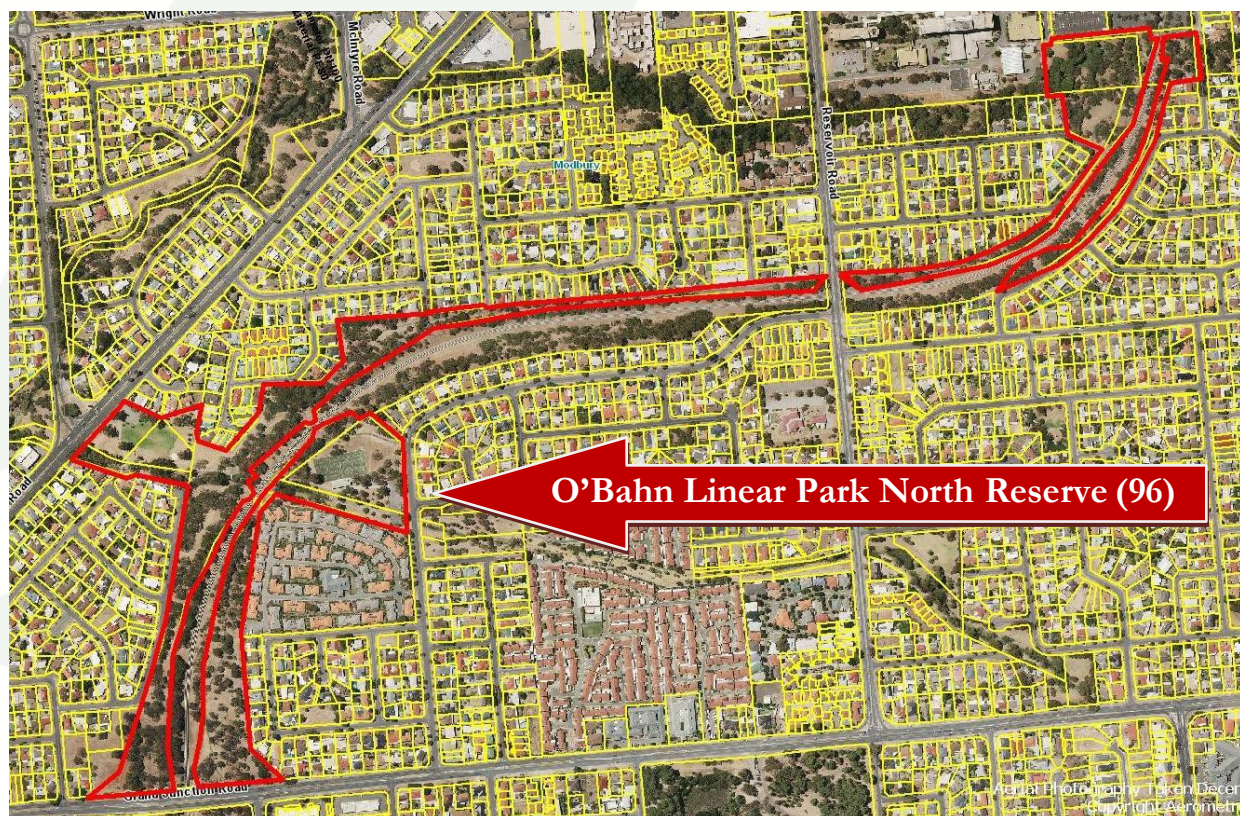 Wright Road
McIntyre Road
Reservoir Road
Modbury
Road
O'Bahn Linear Park North Reserve (96)
Grand Junction Road
Aerial Photography Taken Decem
Copyright Aerometr